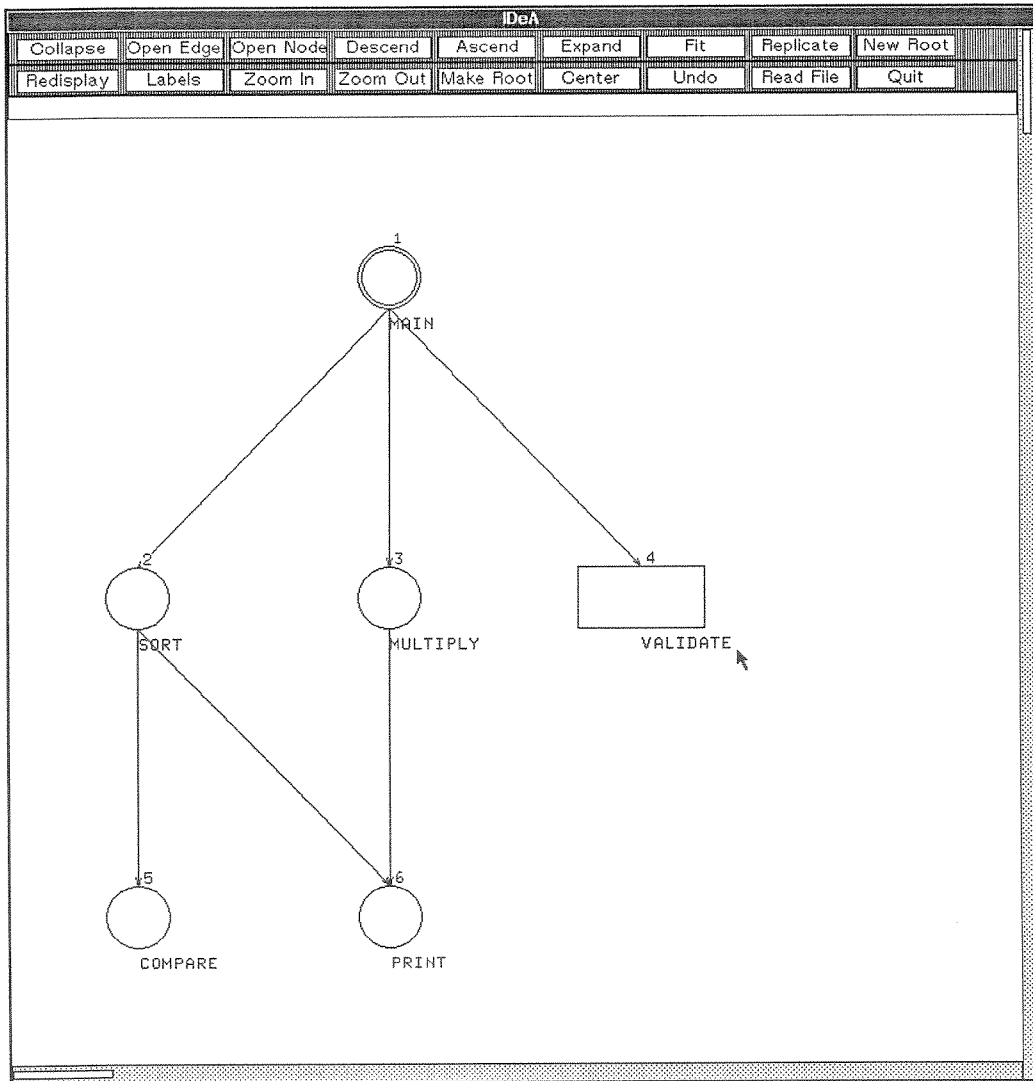 IDeA
Collapse Open Edge Open Node Descend Ascend Expand Fit Replicate New Root
Redisplay Labels Zoom In Zoom Out Make Root Center Undo Read File Quit
1
MAIN
2 3 4
SORT MULTIPLY VALIDATE
5 6
COMPARE PRINT